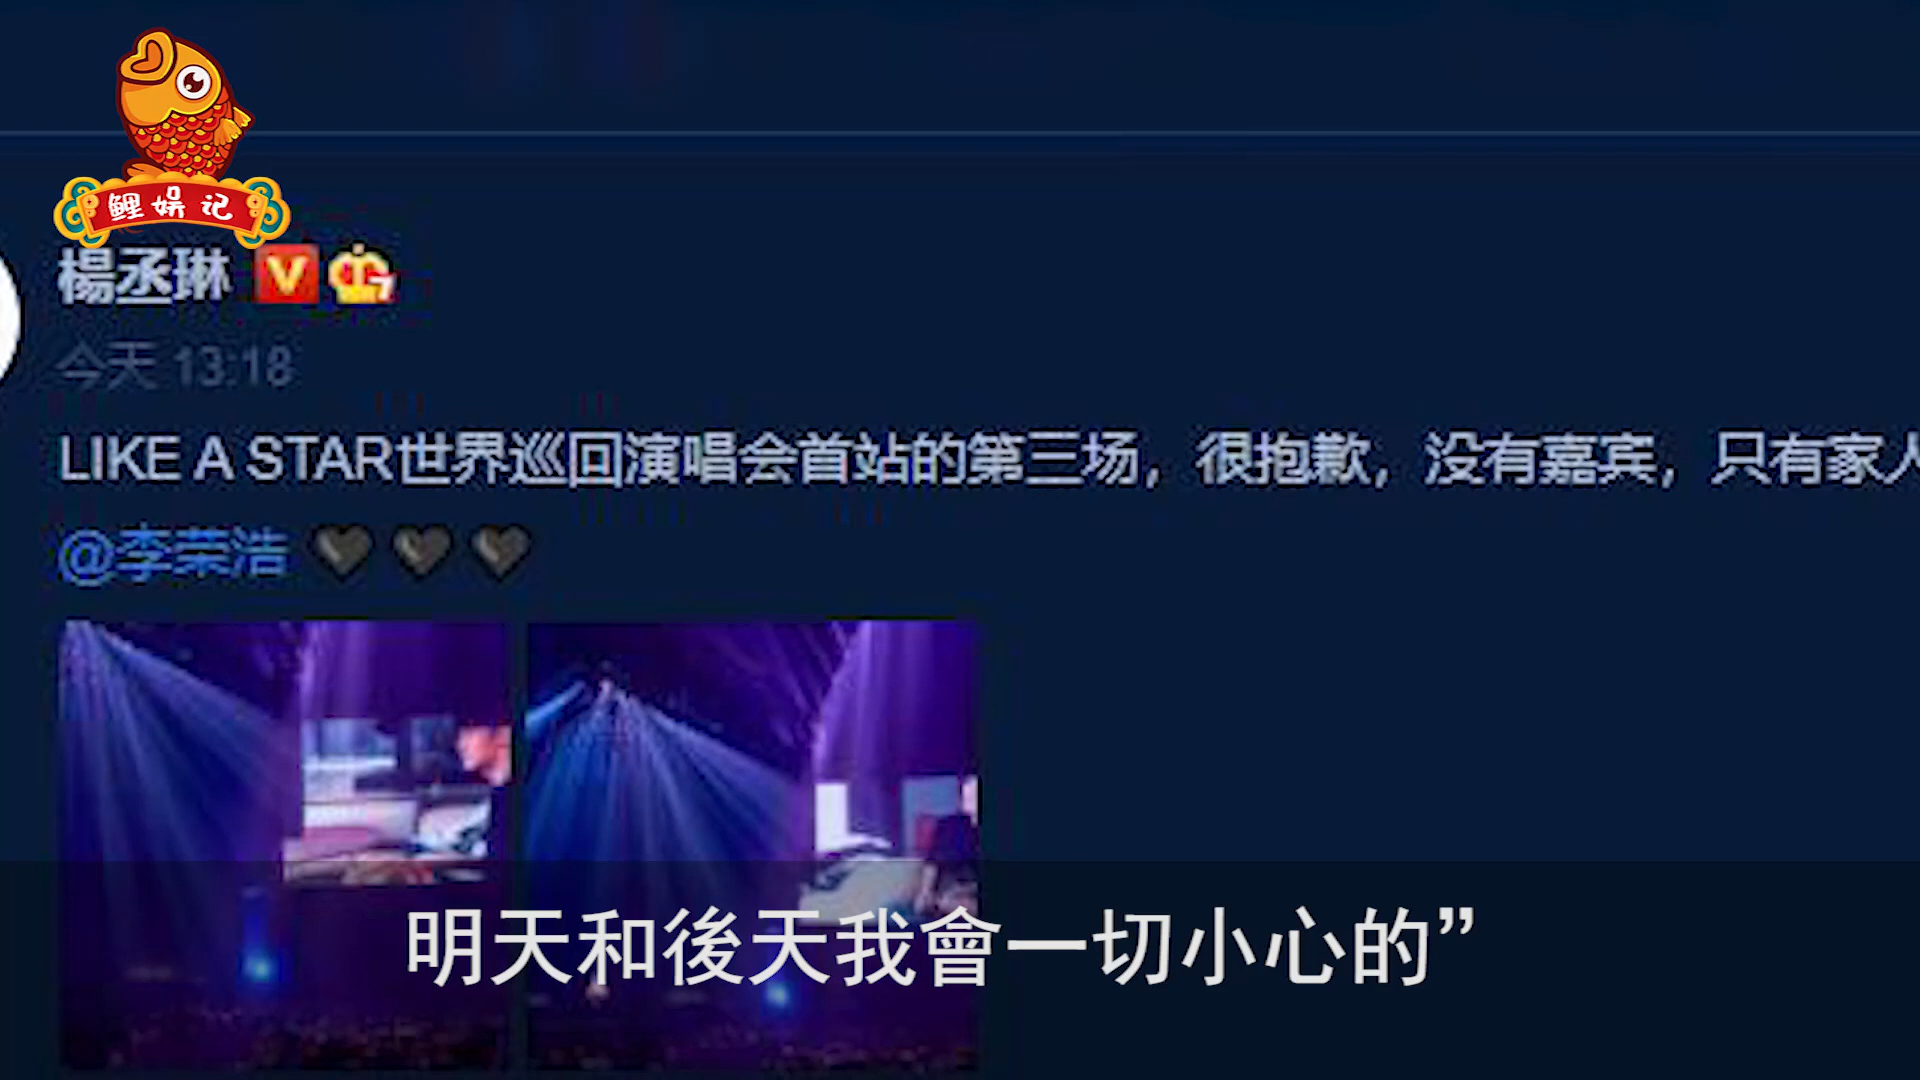 鲤娱记
楊丞琳
今天 13:18
LIKE A STAR世界巡回演唱会首站的第三场，很抱歉，没有嘉宾，只有家人
@李荣浩 🖤🖤🖤
明天和後天我會一切小心的”